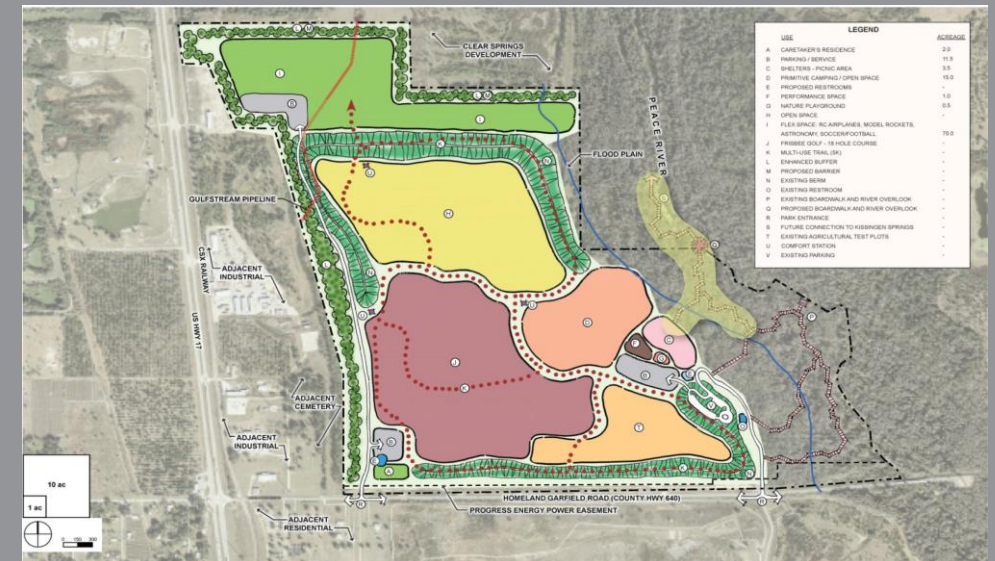 LEGEND
USE ACREAGE
A CARETAKER'S RESIDENCE 2.0
B PARKING / SERVICE 11.5
C SHELTERS - PICNIC AREA 3.5
D PRIMITIVE CAMPING / OPEN SPACE 15.0
E PROPOSED RESTROOMS -
F PERFORMANCE SPACE 1.0
G NATURE PLAYGROUND 0.5
H OPEN SPACE -
I FLEX SPACE: RC AIRPLANES, MODEL ROCKETS,
ASTRONOMY, SOCCER/FOOTBALL 75.0
J FRISBEE GOLF - 18 HOLE COURSE -
K MULTI-USE TRAIL (5K) -
L ENHANCED BUFFER -
M PROPOSED BARRIER -
N EXISTING BERM -
O EXISTING RESTROOM -
P EXISTING BOARDWALK AND RIVER OVERLOOK -
Q PROPOSED BOARDWALK AND RIVER OVERLOOK -
R PARK ENTRANCE -
S FUTURE CONNECTION TO KISSINGEN SPRINGS -
T EXISTING AGRICULTURAL TEST PLOTS -
U COMFORT STATION -
V EXISTING PARKING -
L M
CLEAR SPRINGS
DEVELOPMENT
I
L M
B
I
PEACE RIVER
K
FLOOD PLAIN
N
U
S
GULFSTREAM PIPELINE
H
Q
CSX RAILWAY
US HWY 17
ADJACENT
INDUSTRIAL
L
N
U
U
P
D
F
C
G
J
B
E
K
V
ADJACENT
CEMETERY
O
T
ADJACENT
INDUSTRIAL
B
E
A
K
N
10 ac
1 ac
R
HOMELAND GARFIELD ROAD (COUNTY HWY 640)
R
PROGRESS ENERGY POWER EASEMENT
ADJACENT
RESIDENTIAL
0 150 300